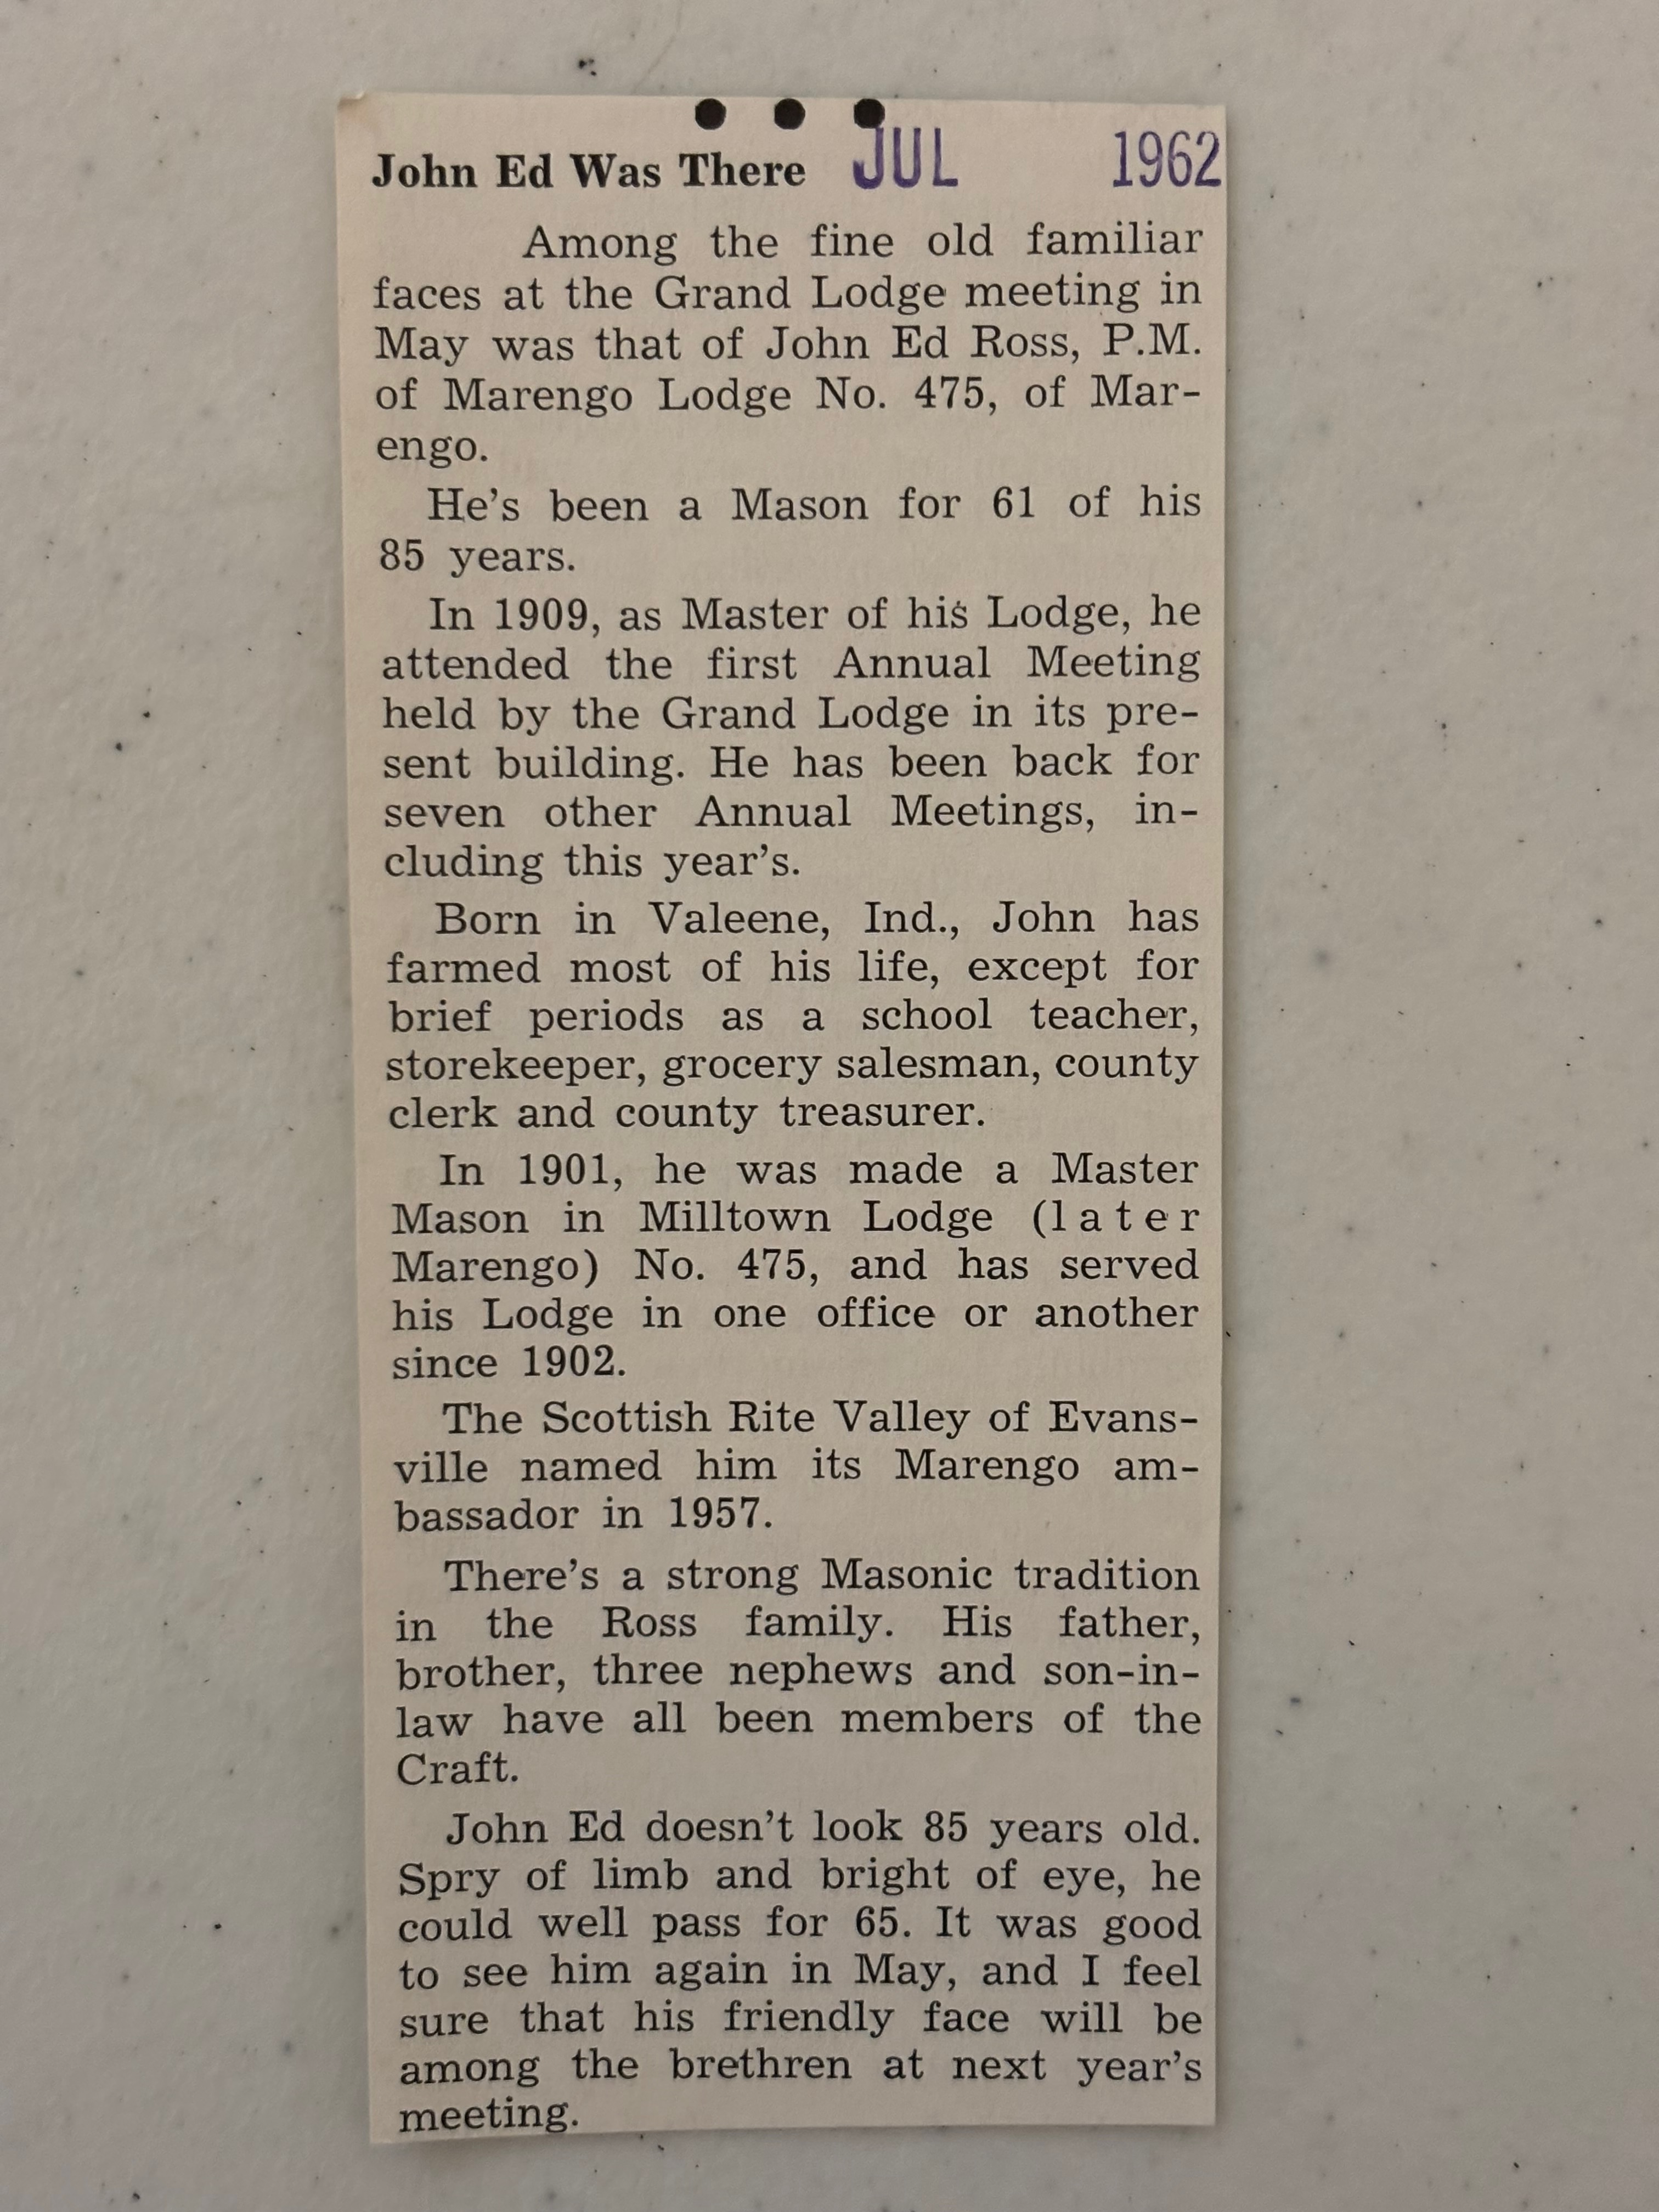 John Ed Was There JUL 1962
Among the fine old familiar
faces at the Grand Lodge meeting in
May was that of John Ed Ross, P.M.
of Marengo Lodge No. 475, of Mar-
engo.
He's been a Mason for 61 of his
85 years.
In 1909, as Master of his Lodge, he
attended the first Annual Meeting
held by the Grand Lodge in its pre-
sent building. He has been back for
seven other Annual Meetings, in-
cluding this year's.
Born in Valeene, Ind., John has
farmed most of his life, except for
brief periods as a school teacher,
storekeeper, grocery salesman, county
clerk and county treasurer.
In 1901, he was made a Master
Mason in Milltown Lodge (later
Marengo) No. 475, and has served
his Lodge in one office or another
since 1902.
The Scottish Rite Valley of Evans-
ville named him its Marengo am-
bassador in 1957.
There's a strong Masonic tradition
in the Ross family. His father,
brother, three nephews and son-in-
law have all been members of the
Craft.
John Ed doesn't look 85 years old.
Spry of limb and bright of eye, he
could well pass for 65. It was good
to see him again in May, and I feel
sure that his friendly face will be
among the brethren at next year's
meeting.